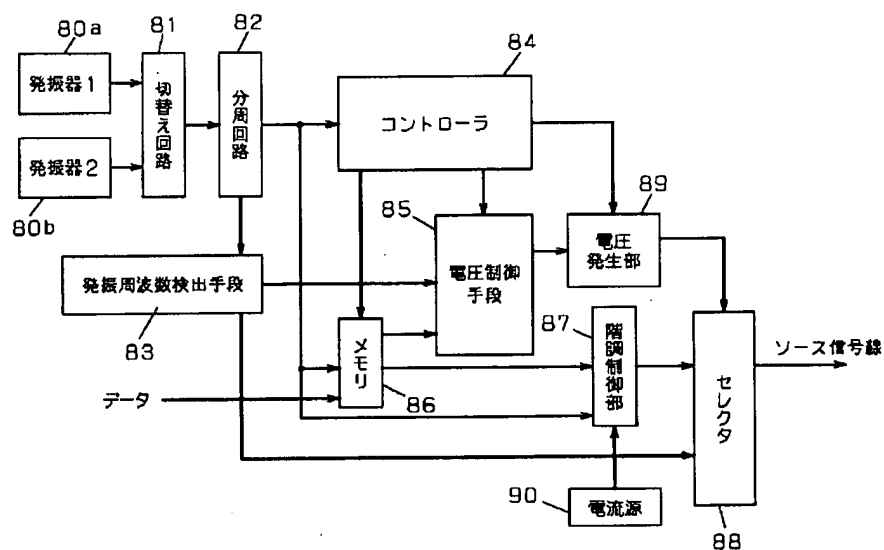 80a
81
82
発振器1
切替え回路
分周回路
84
コントローラ
発振器2
80b
89
電圧
発生部
85
電圧制御
手段
発振周波数検出手段
83
87
階調制御部
メモリ
86
ソース信号線
セレクタ
データ
90
電流源
88